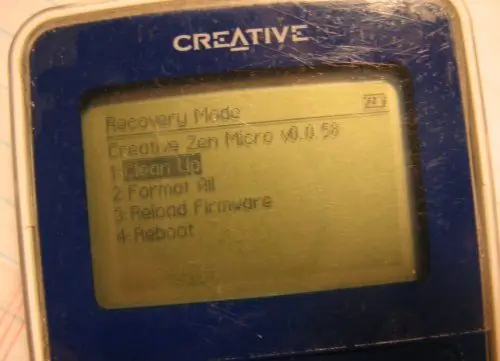 CREATIVE
Recovery Mode
Creative Zen Micro v0.0.58
1 Clean Up
2 Format All
3 Reload Firmware
4 Reboot